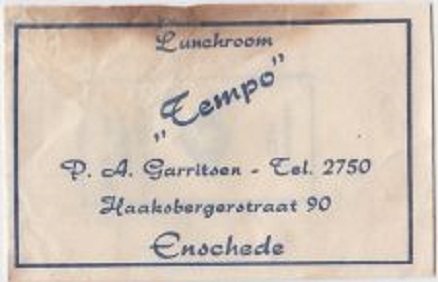 Lunchroom
„Tempo”
P. A. Garritsen - Tel. 2750
Haaksbergerstraat 90
Enschede